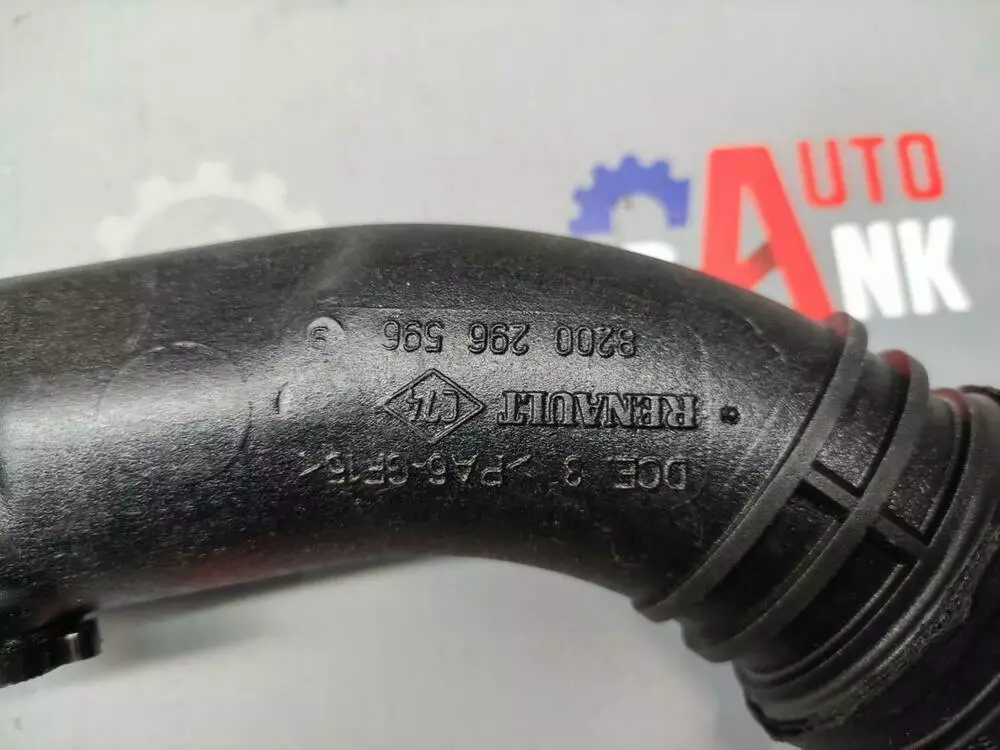 AUTO
DCE. 3 >PA6-GF15<
RENAULT
8200 296 596